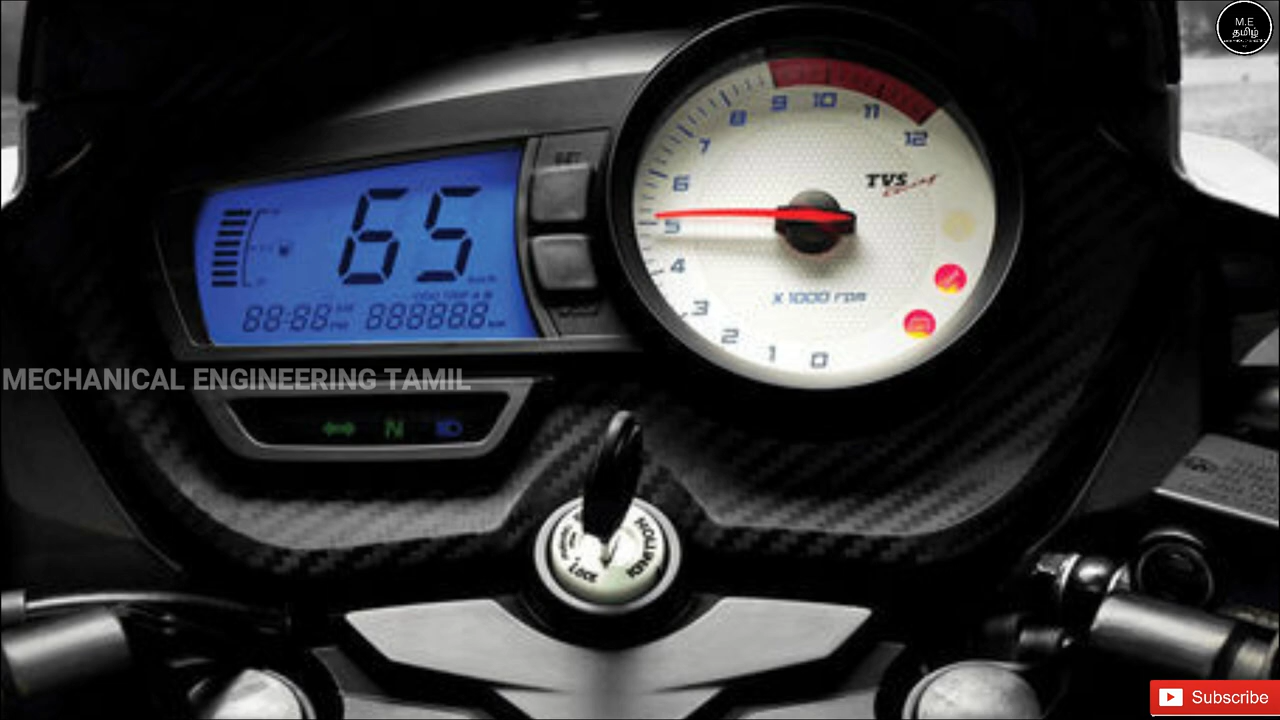 M.E
தமிழ்
65
88:88
888888
9 10 11 12
8
7
6
5
4
3
2
1
0
TVS
X 1000 rpm
MECHANICAL ENGINEERING TAMIL
N
IGNITION
LOCK
Subscribe